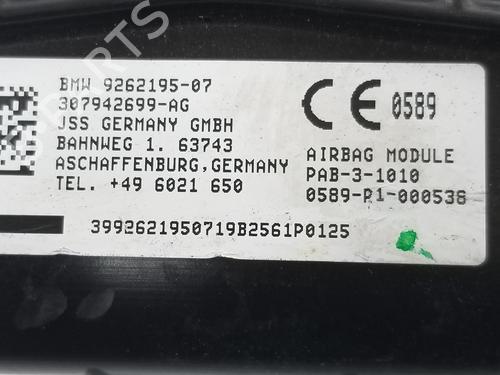 BMW 9262195-07
307942699-AG
JSS GERMANY GMBH
BAHNWEG 1. 63743
ASCHAFFENBURG,GERMANY
TEL. +49 6021 650
CE 0589
AIRBAG MODULE
PAB-3-1010
0589-P1-000538
3992621950719B2561P0125